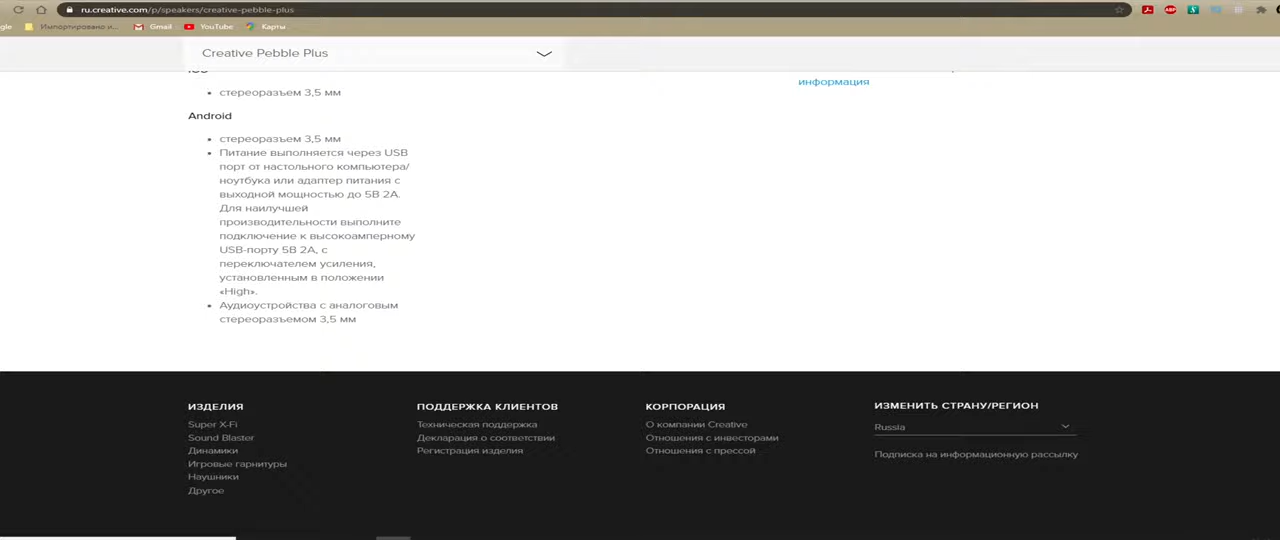 ru.creative.com/p/speakers/creative-pebble-plus
gle Импортировано и... Gmail YouTube Карты
Creative Pebble Plus
iOS
информация
стереоразъем 3,5 мм
Android
стереоразъем 3,5 мм
Питание выполняется через USB
порт от настольного компьютера/
ноутбука или адаптер питания с
выходной мощностью до 5В 2А.
Для наилучшей
производительности выполните
подключение к высокоамперному
USB-порту 5В 2А, с
переключателем усиления,
установленным в положении
«High».
Аудиоустройства с аналоговым
стереоразъемом 3,5 мм
ИЗДЕЛИЯ
Super X-Fi
Sound Blaster
Динамики
Игровые гарнитуры
Наушники
Другое
ПОДДЕРЖКА КЛИЕНТОВ
Техническая поддержка
Декларация о соответствии
Регистрация изделия
КОРПОРАЦИЯ
О компании Creative
Отношения с инвесторами
Отношения с прессой
ИЗМЕНИТЬ СТРАНУ/РЕГИОН
Russia
Подписка на информационную рассылку